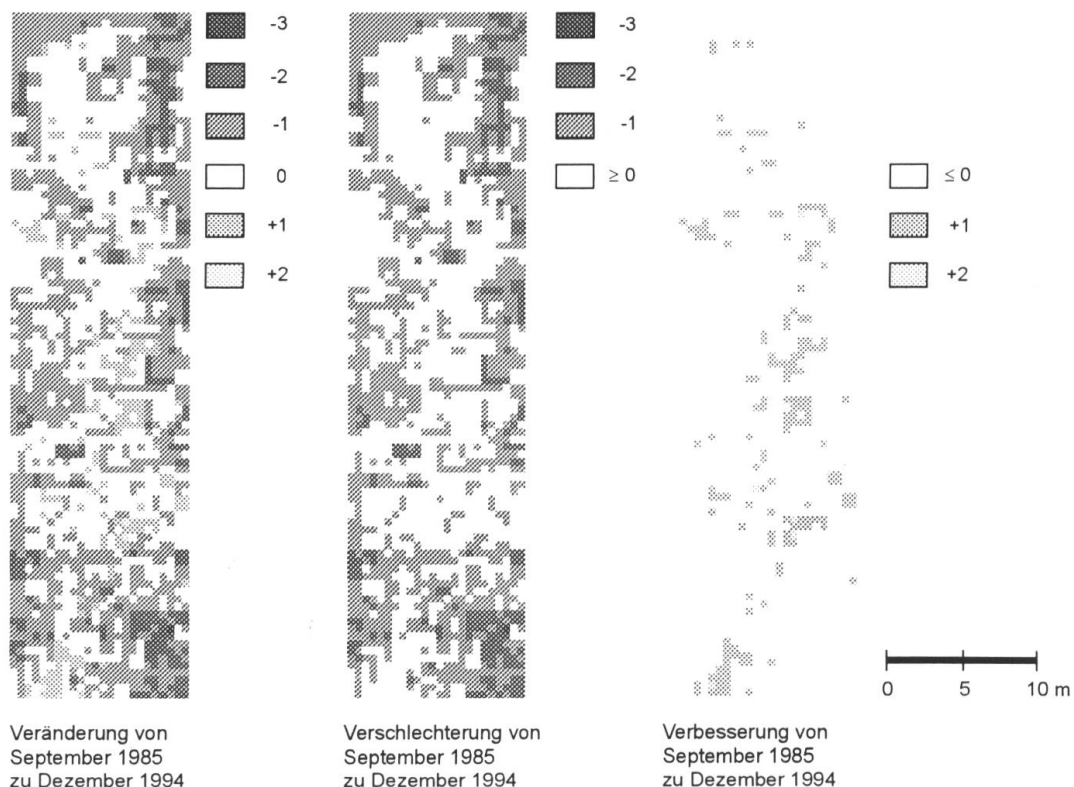 -3
-2
-1
0
+1
+2
-3
-2
-1
≥ 0
≤ 0
+1
+2
0 5 10 m
Veränderung von
September 1985
zu Dezember 1994
Verschlechterung von
September 1985
zu Dezember 1994
Verbesserung von
September 1985
zu Dezember 1994